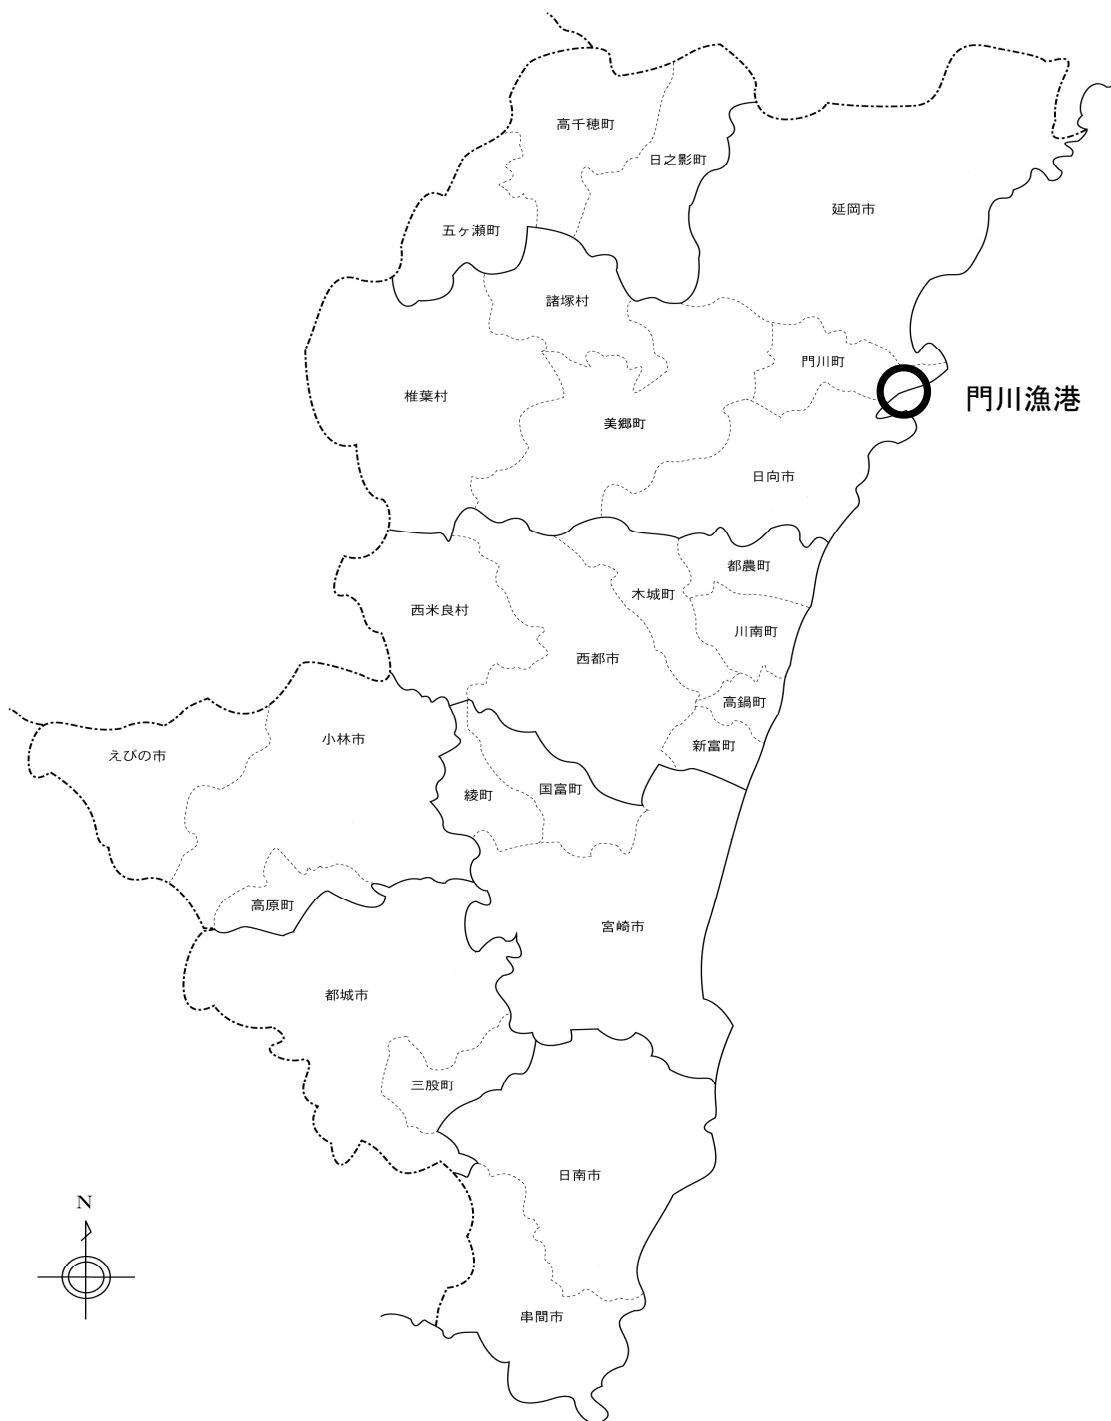 高千穂町
日之影町
延岡市
五ヶ瀬町
諸塚村
門川町
椎葉村
門川漁港
美郷町
日向市
都農町
木城町
西米良村
川南町
西都市
高鍋町
小林市
新富町
えびの市
国富町
綾町
高原町
宮崎市
都城市
三股町
日南市
N
串間市